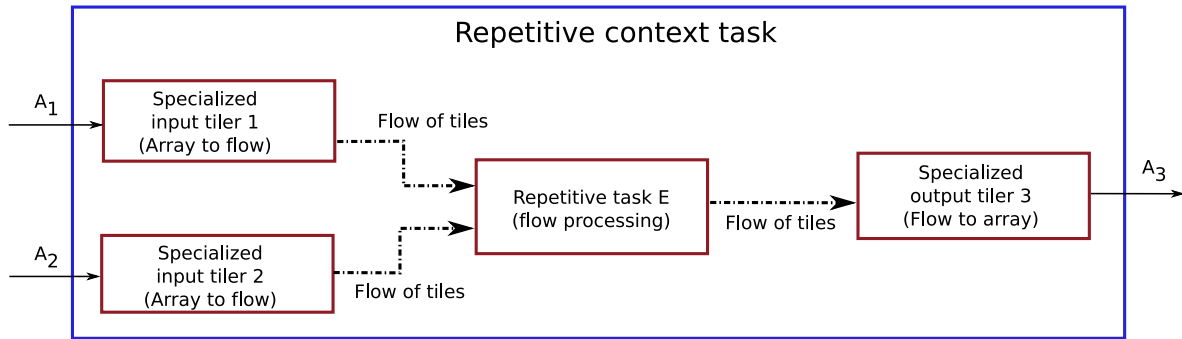 Repetitive context task
A1
Specialized
input tiler 1
(Array to flow)
Flow of tiles
A2
Specialized
input tiler 2
(Array to flow)
Flow of tiles
Repetitive task E
(flow processing)
Flow of tiles
Specialized
output tiler 3
(Flow to array)
A3